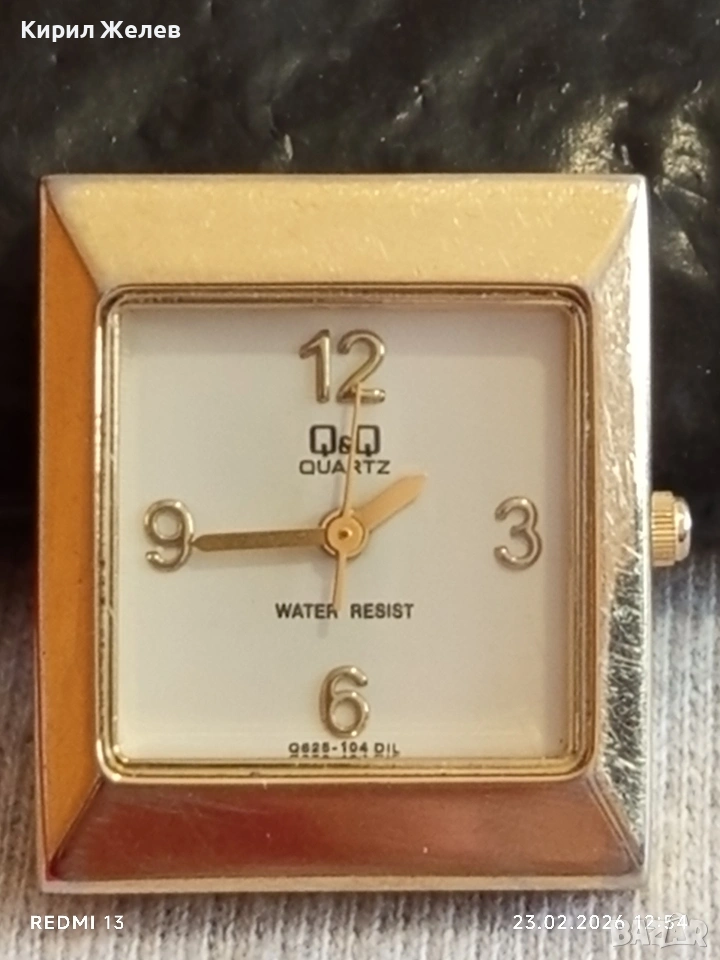 Кирил Желев
12
Q&Q
QUARTZ
9
3
WATER RESIST
6
Q625-104 DIL
REDMI 13
23.02.2026 12:54
BAZAR